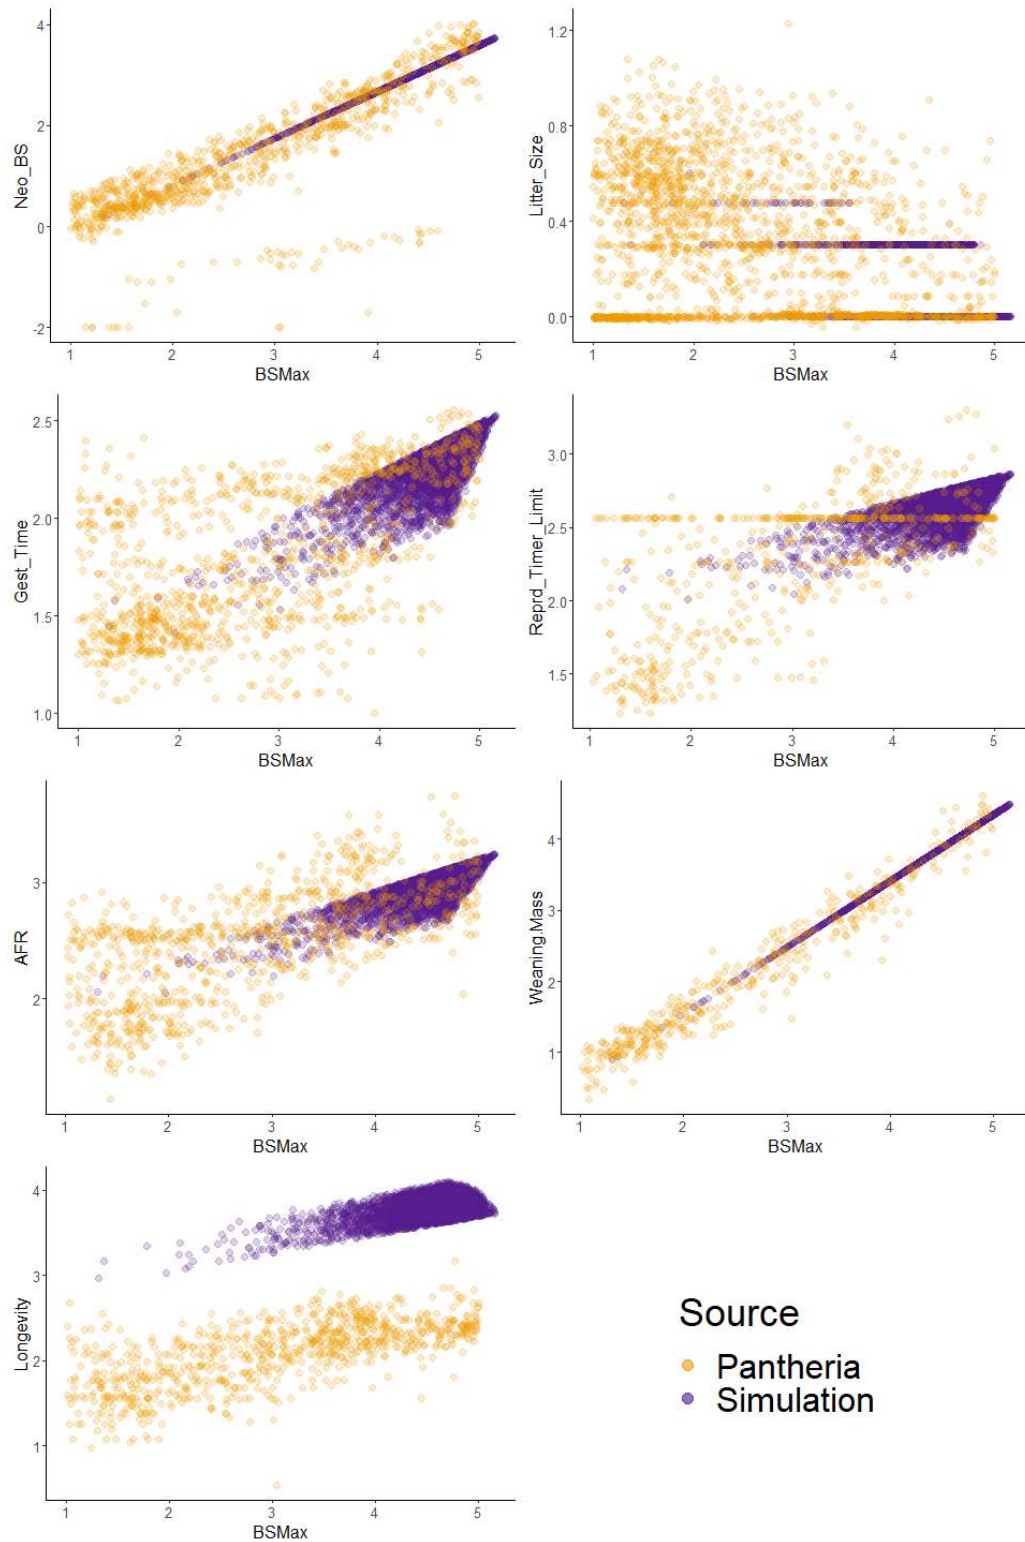 Neo_BS
4
2
0
-2
1 2 3 4 5
BSMax
Litter_Size
1.2
0.8
0.4
0.0
1 2 3 4 5
BSMax
Gest_Time
2.5
2.0
1.5
1.0
1 2 3 4 5
BSMax
Reprd_Timer_Limit
3.0
2.5
2.0
1.5
1 2 3 4 5
BSMax
AFR
3
2
1 2 3 4 5
BSMax
Weaning.Mass
4
3
2
1
1 2 3 4 5
BSMax
Longevity
4
3
2
1
1 2 3 4 5
BSMax
Source
Pantheria
Simulation